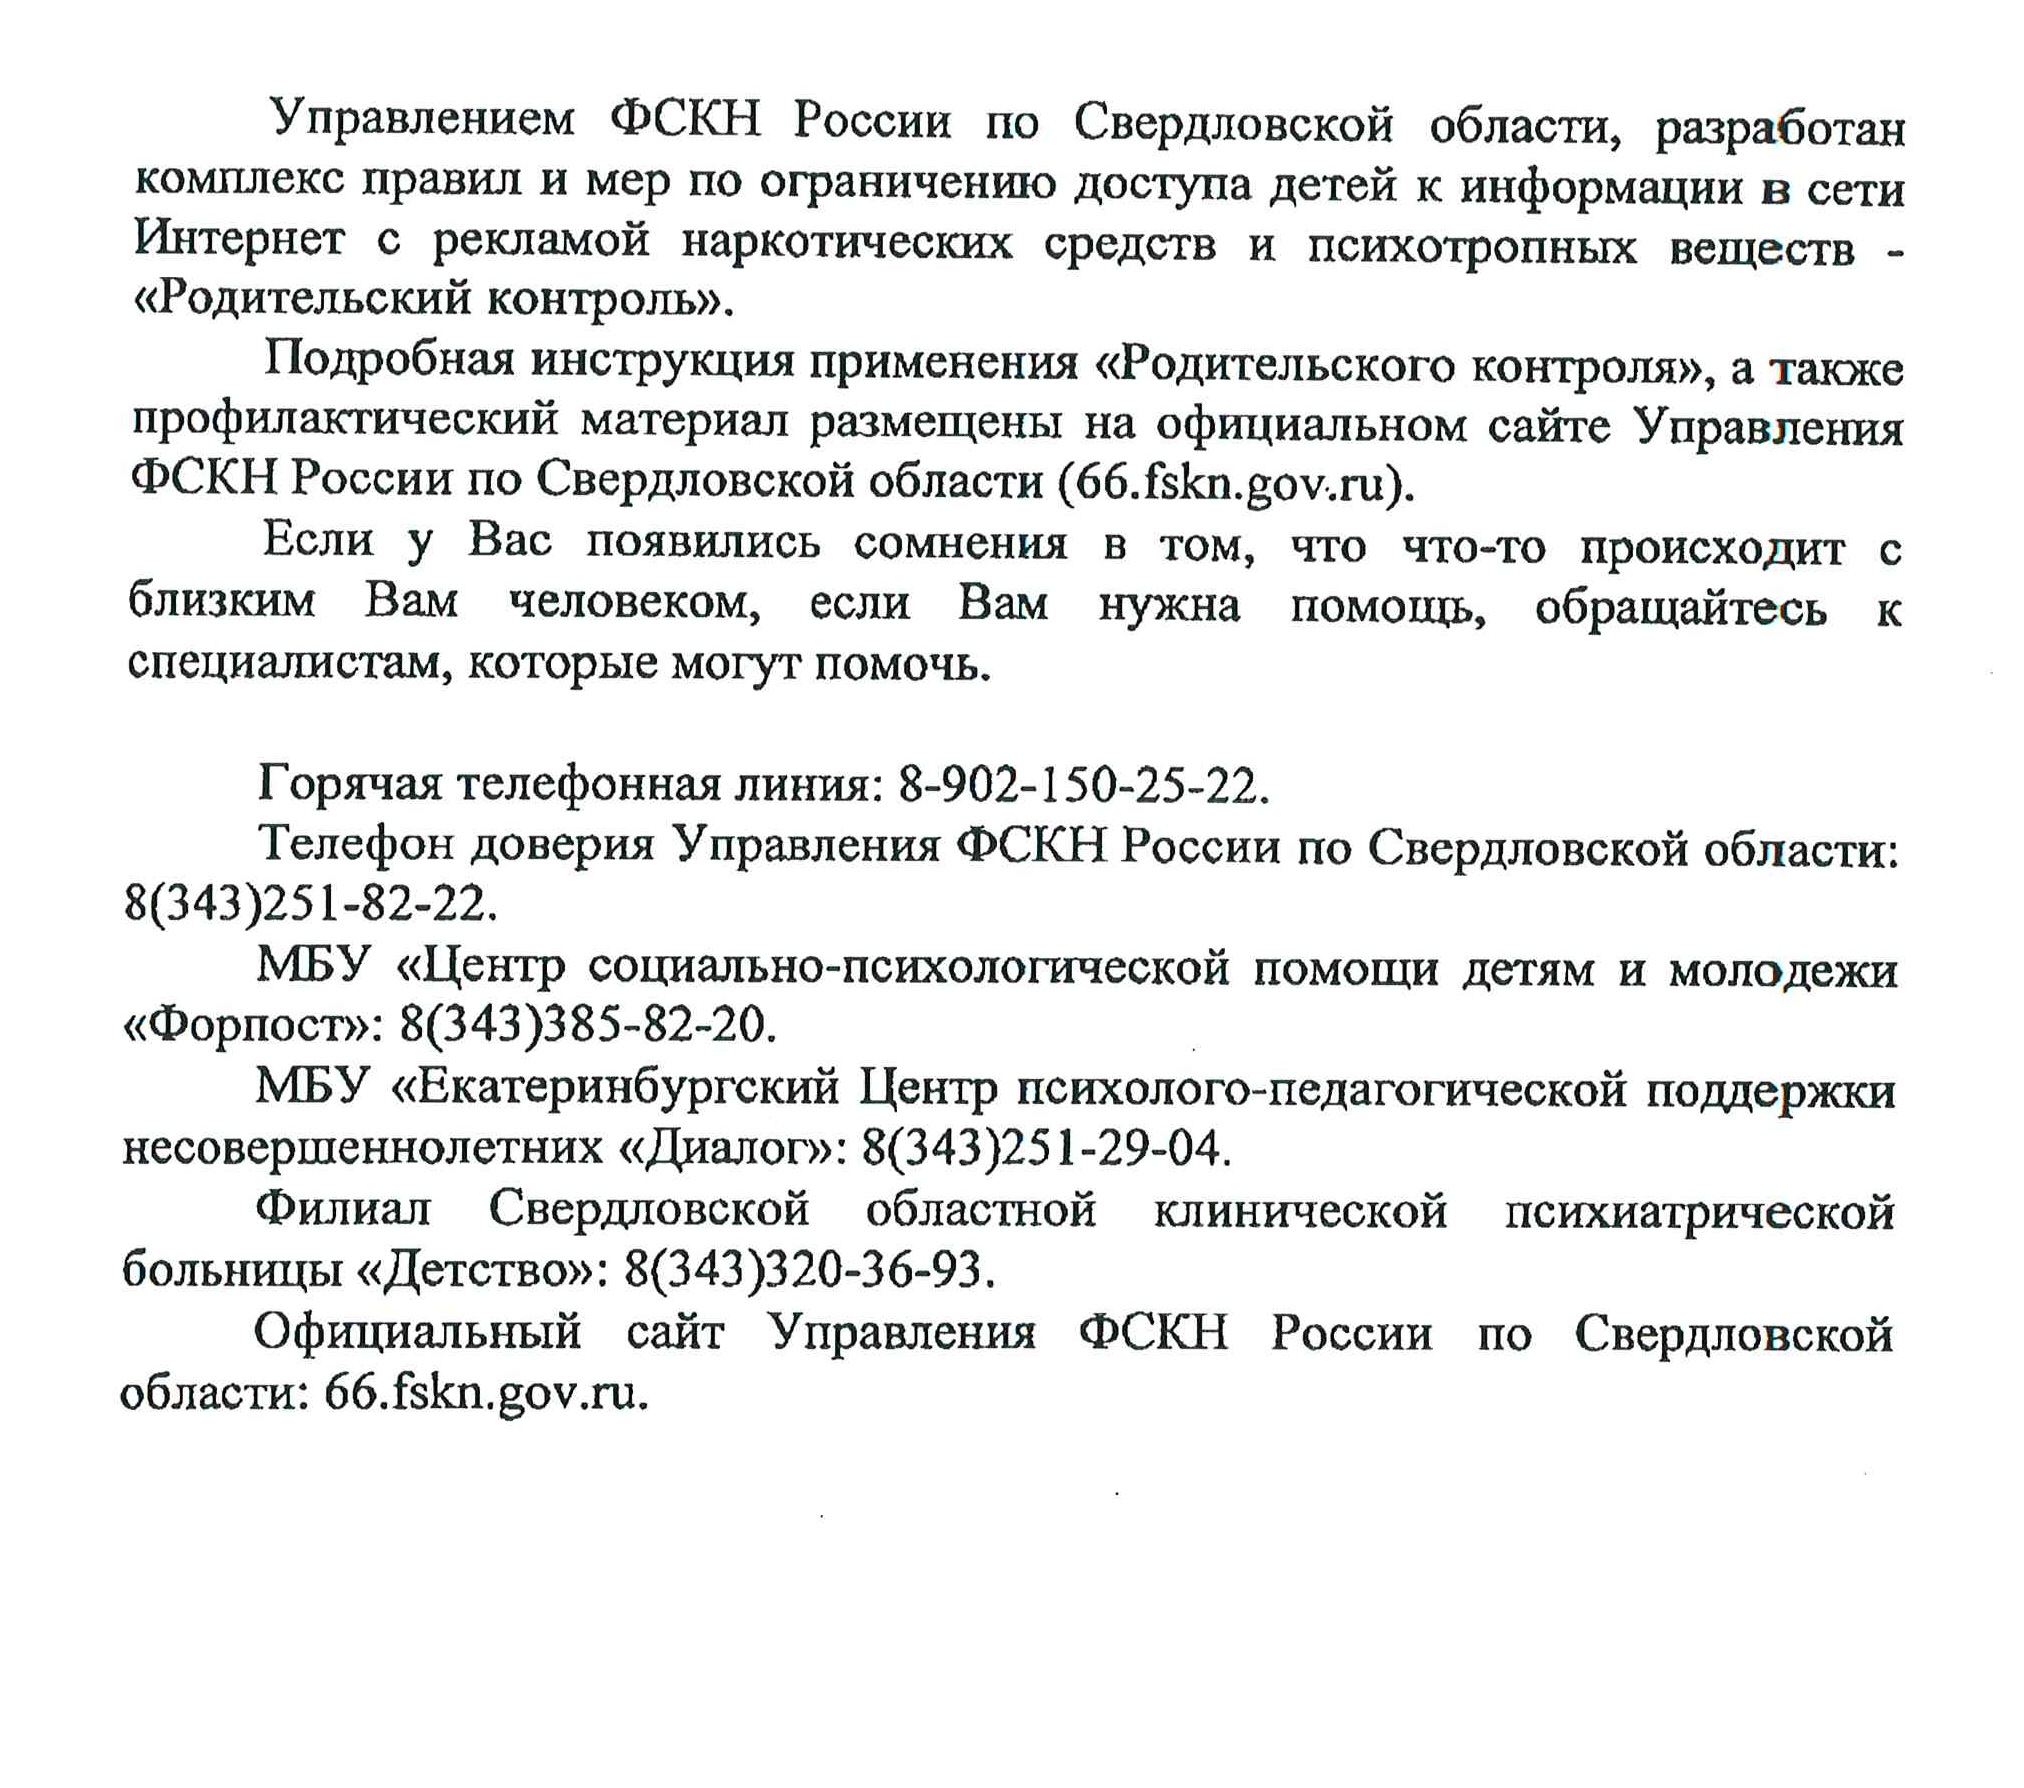 Управлением ФСКН России по Свердловской области, разработан
комплекс правил и мер по ограничению доступа детей к информации в сети
Интернет с рекламой наркотических средств и психотропных веществ -
«Родительский контроль».
Подробная инструкция применения «Родительского контроля», а также
профилактический материал размещены на официальном сайте Управления
ФСКН России по Свердловской области (66.fskn.gov.ru).
Если у Вас появились сомнения в том, что что-то происходит с
близким Вам человеком, если Вам нужна помощь, обращайтесь к
специалистам, которые могут помочь.
Горячая телефонная линия: 8-902-150-25-22.
Телефон доверия Управления ФСКН России по Свердловской области:
8(343)251-82-22.
МБУ «Центр социально-психологической помощи детям и молодежи
«Форпост»: 8(343)385-82-20.
МБУ «Екатеринбургский Центр психолого-педагогической поддержки
несовершеннолетних «Диалог»: 8(343)251-29-04.
Филиал Свердловской областной клинической психиатрической
больницы «Детство»: 8(343)320-36-93.
Официальный сайт Управления ФСКН России по Свердловской
области: 66.fskn.gov.ru.